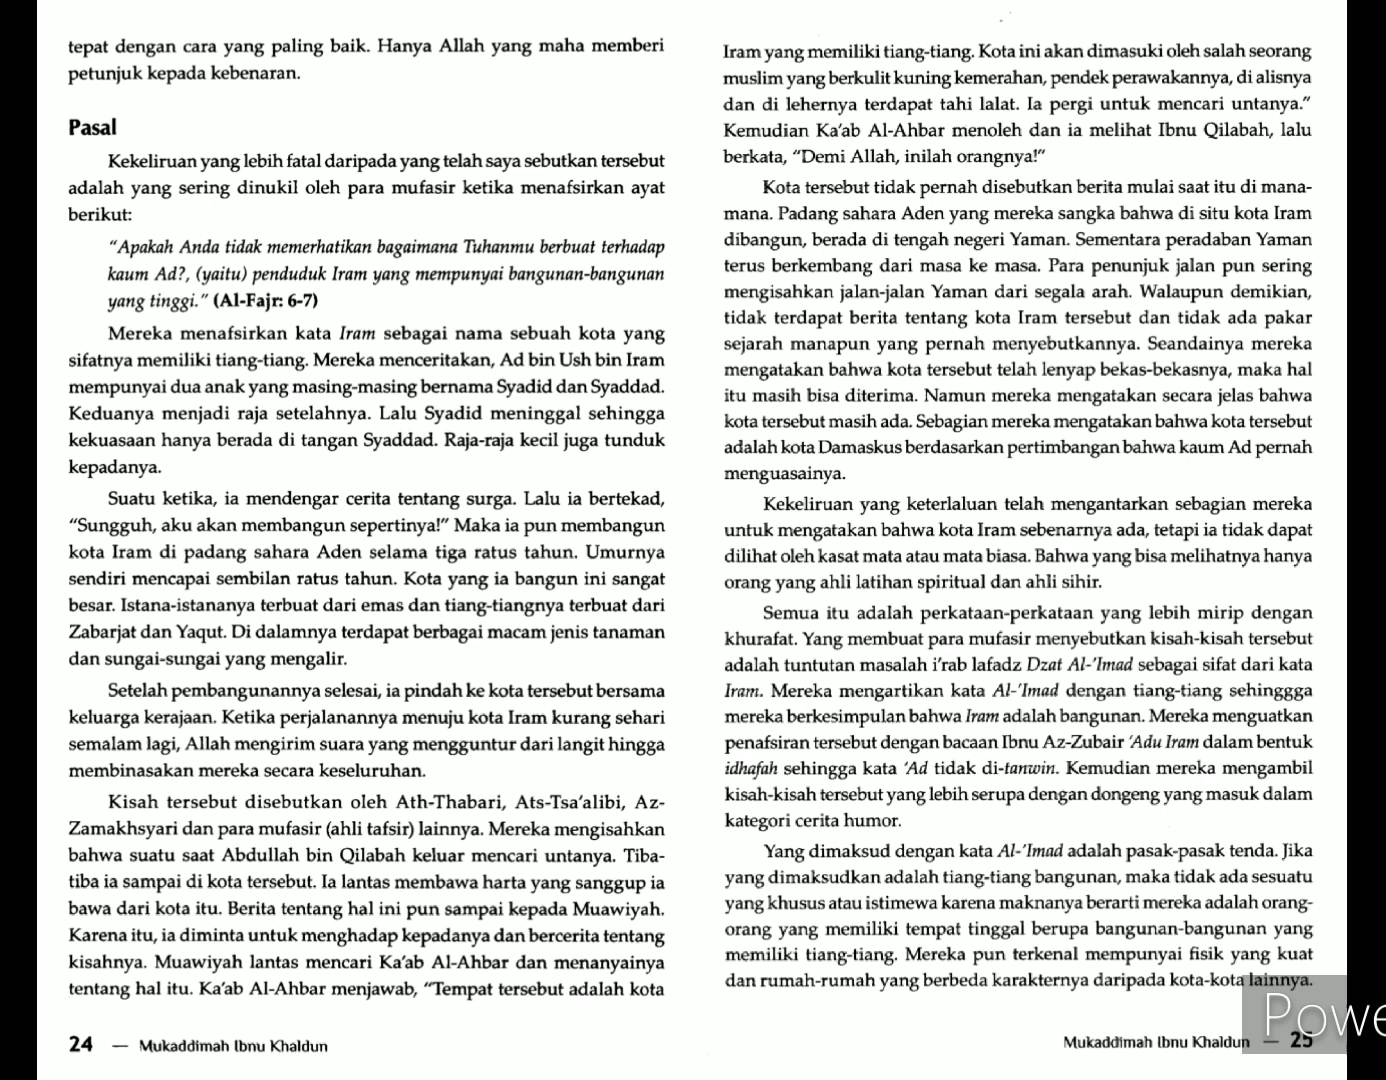 tepat dengan cara yang paling baik. Hanya Allah yang maha memberi
petunjuk kepada kebenaran.
Pasal
Kekeliruan yang lebih fatal daripada yang telah saya sebutkan tersebut
adalah yang sering dinukil oleh para mufasir ketika menafsirkan ayat
berikut:
"Apakah Anda tidak memerhatikan bagaimana Tuhanmu berbuat terhadap
kaum Ad?, (yaitu) penduduk Iram yang mempunyai bangunan-bangunan
yang tinggi." (Al-Fajr: 6-7)
Mereka menafsirkan kata Iram sebagai nama sebuah kota yang
sifatnya memiliki tiang-tiang. Mereka menceritakan, Ad bin Ush bin Iram
mempunyai dua anak yang masing-masing bernama Syadid dan Syaddad.
Keduanya menjadi raja setelahnya. Lalu Syadid meninggal sehingga
kekuasaan hanya berada di tangan Syaddad. Raja-raja kecil juga tunduk
kepadanya.
Suatu ketika, ia mendengar cerita tentang surga. Lalu ia bertekad,
"Sungguh, aku akan membangun sepertinya!" Maka ia pun membangun
kota Iram di padang sahara Aden selama tiga ratus tahun. Umurnya
sendiri mencapai sembilan ratus tahun. Kota yang ia bangun ini sangat
besar. Istana-istananya terbuat dari emas dan tiang-tiangnya terbuat dari
Zabarjat dan Yaqut. Di dalamnya terdapat berbagai macam jenis tanaman
dan sungai-sungai yang mengalir.
Setelah pembangunannya selesai, ia pindah ke kota tersebut bersama
keluarga kerajaan. Ketika perjalanannya menuju kota Iram kurang sehari
semalam lagi, Allah mengirim suara yang mengguntur dari langit hingga
membinasakan mereka secara keseluruhan.
Kisah tersebut disebutkan oleh Ath-Thabari, Ats-Tsa'alibi, Az-
Zamakhsyari dan para mufasir (ahli tafsir) lainnya. Mereka mengisahkan
bahwa suatu saat Abdullah bin Qilabah keluar mencari untanya. Tiba-
tiba ia sampai di kota tersebut. Ia lantas membawa harta yang sanggup ia
bawa dari kota itu. Berita tentang hal ini pun sampai kepada Muawiyah.
Karena itu, ia diminta untuk menghadap kepadanya dan bercerita tentang
kisahnya. Muawiyah lantas mencari Ka'ab Al-Ahbar dan menanyainya
tentang hal itu. Ka'ab Al-Ahbar menjawab, "Tempat tersebut adalah kota
24 — Mukaddimah Ibnu Khaldun
Iram yang memiliki tiang-tiang. Kota ini akan dimasuki oleh salah seorang
muslim yang berkulit kuning kemerahan, pendek perawakannya, di alisnya
dan di lehernya terdapat tahi lalat. Ia pergi untuk mencari untanya."
Kemudian Ka'ab Al-Ahbar menoleh dan ia melihat Ibnu Qilabah, lalu
berkata, "Demi Allah, inilah orangnya!"
Kota tersebut tidak pernah disebutkan berita mulai saat itu di mana-
mana. Padang sahara Aden yang mereka sangka bahwa di situ kota Iram
dibangun, berada di tengah negeri Yaman. Sementara peradaban Yaman
terus berkembang dari masa ke masa. Para penunjuk jalan pun sering
mengisahkan jalan-jalan Yaman dari segala arah. Walaupun demikian,
tidak terdapat berita tentang kota Iram tersebut dan tidak ada pakar
sejarah manapun yang pernah menyebutkannya. Seandainya mereka
mengatakan bahwa kota tersebut telah lenyap bekas-bekasnya, maka hal
itu masih bisa diterima. Namun mereka mengatakan secara jelas bahwa
kota tersebut masih ada. Sebagian mereka mengatakan bahwa kota tersebut
adalah kota Damaskus berdasarkan pertimbangan bahwa kaum Ad pernah
menguasainya.
Kekeliruan yang keterlaluan telah mengantarkan sebagian mereka
untuk mengatakan bahwa kota Iram sebenarnya ada, tetapi ia tidak dapat
dilihat oleh kasat mata atau mata biasa. Bahwa yang bisa melihatnya hanya
orang yang ahli latihan spiritual dan ahli sihir.
Semua itu adalah perkataan-perkataan yang lebih mirip dengan
khurafat. Yang membuat para mufasir menyebutkan kisah-kisah tersebut
adalah tuntutan masalah i'rab lafadz Dzat Al-'Imad sebagai sifat dari kata
Iram. Mereka mengartikan kata Al-'Imad dengan tiang-tiang sehinggga
mereka berkesimpulan bahwa Iram adalah bangunan. Mereka menguatkan
penafsiran tersebut dengan bacaan Ibnu Az-Zubair 'Adu Iram dalam bentuk
idhafah sehingga kata 'Ad tidak di-tanwin. Kemudian mereka mengambil
kisah-kisah tersebut yang lebih serupa dengan dongeng yang masuk dalam
kategori cerita humor.
Yang dimaksud dengan kata Al-'Imad adalah pasak-pasak tenda. Jika
yang dimaksudkan adalah tiang-tiang bangunan, maka tidak ada sesuatu
yang khusus atau istimewa karena maknanya berarti mereka adalah orang-
orang yang memiliki tempat tinggal berupa bangunan-bangunan yang
memiliki tiang-tiang. Mereka pun terkenal mempunyai fisik yang kuat
dan rumah-rumah yang berbeda karakternya daripada kota-kota lainnya.
Mukaddimah Ibnu Khaldun — 25
Powe